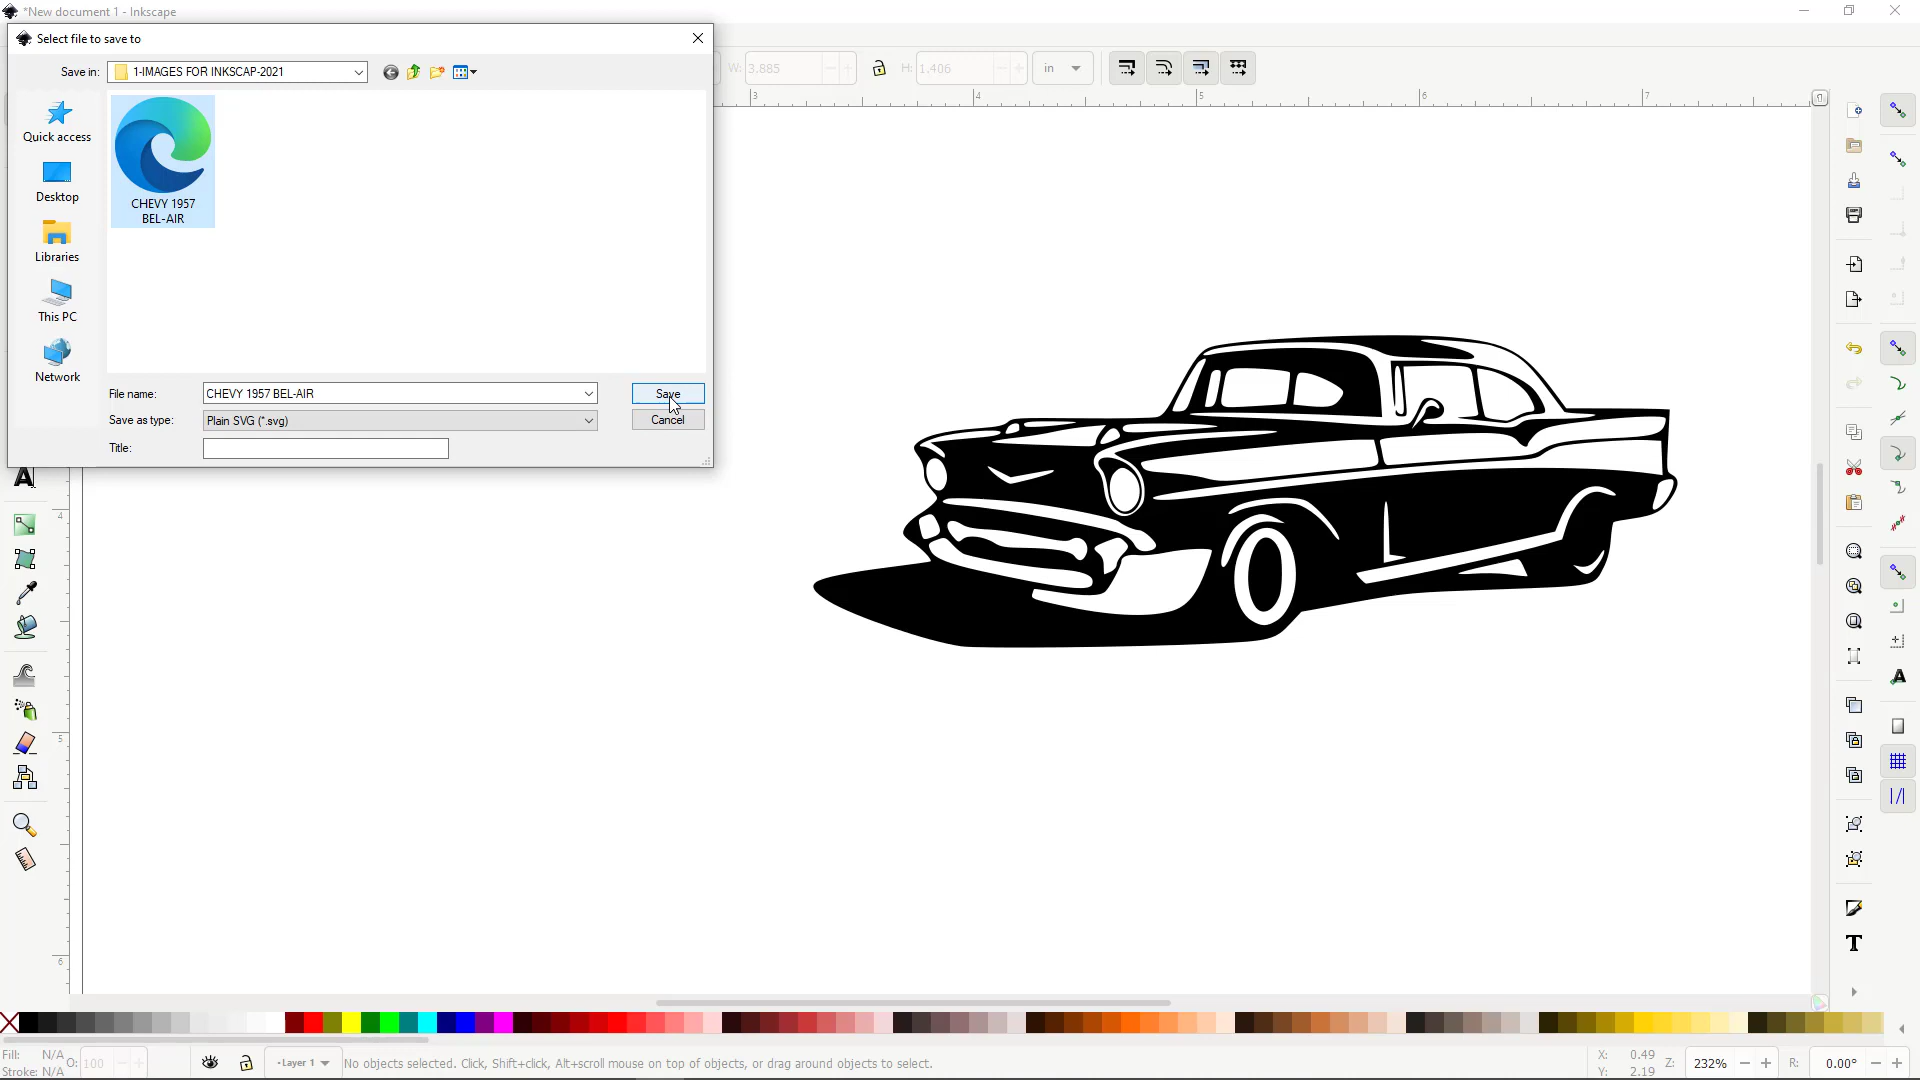 *New document 1 - Inkscape
Select file to save to
Save in:
1-IMAGES FOR INKSCAP-2021
W:
3.885
H:
1.406
in
3
4
5
6
7
Quick access
CHEVY 1957
BEL-AIR
Desktop
Libraries
This PC
Network
File name:
CHEVY 1957 BEL-AIR
Save
Save as type:
Plain SVG (*.svg)
Cancel
Title:
4
5
6
Fill:
N/A
Stroke:
N/A
O:
100
Layer 1
No objects selected. Click, Shift+click, Alt+scroll mouse on top of objects, or drag around objects to select.
X:
0.49
Y:
2.19
Z:
232%
R:
0.00°